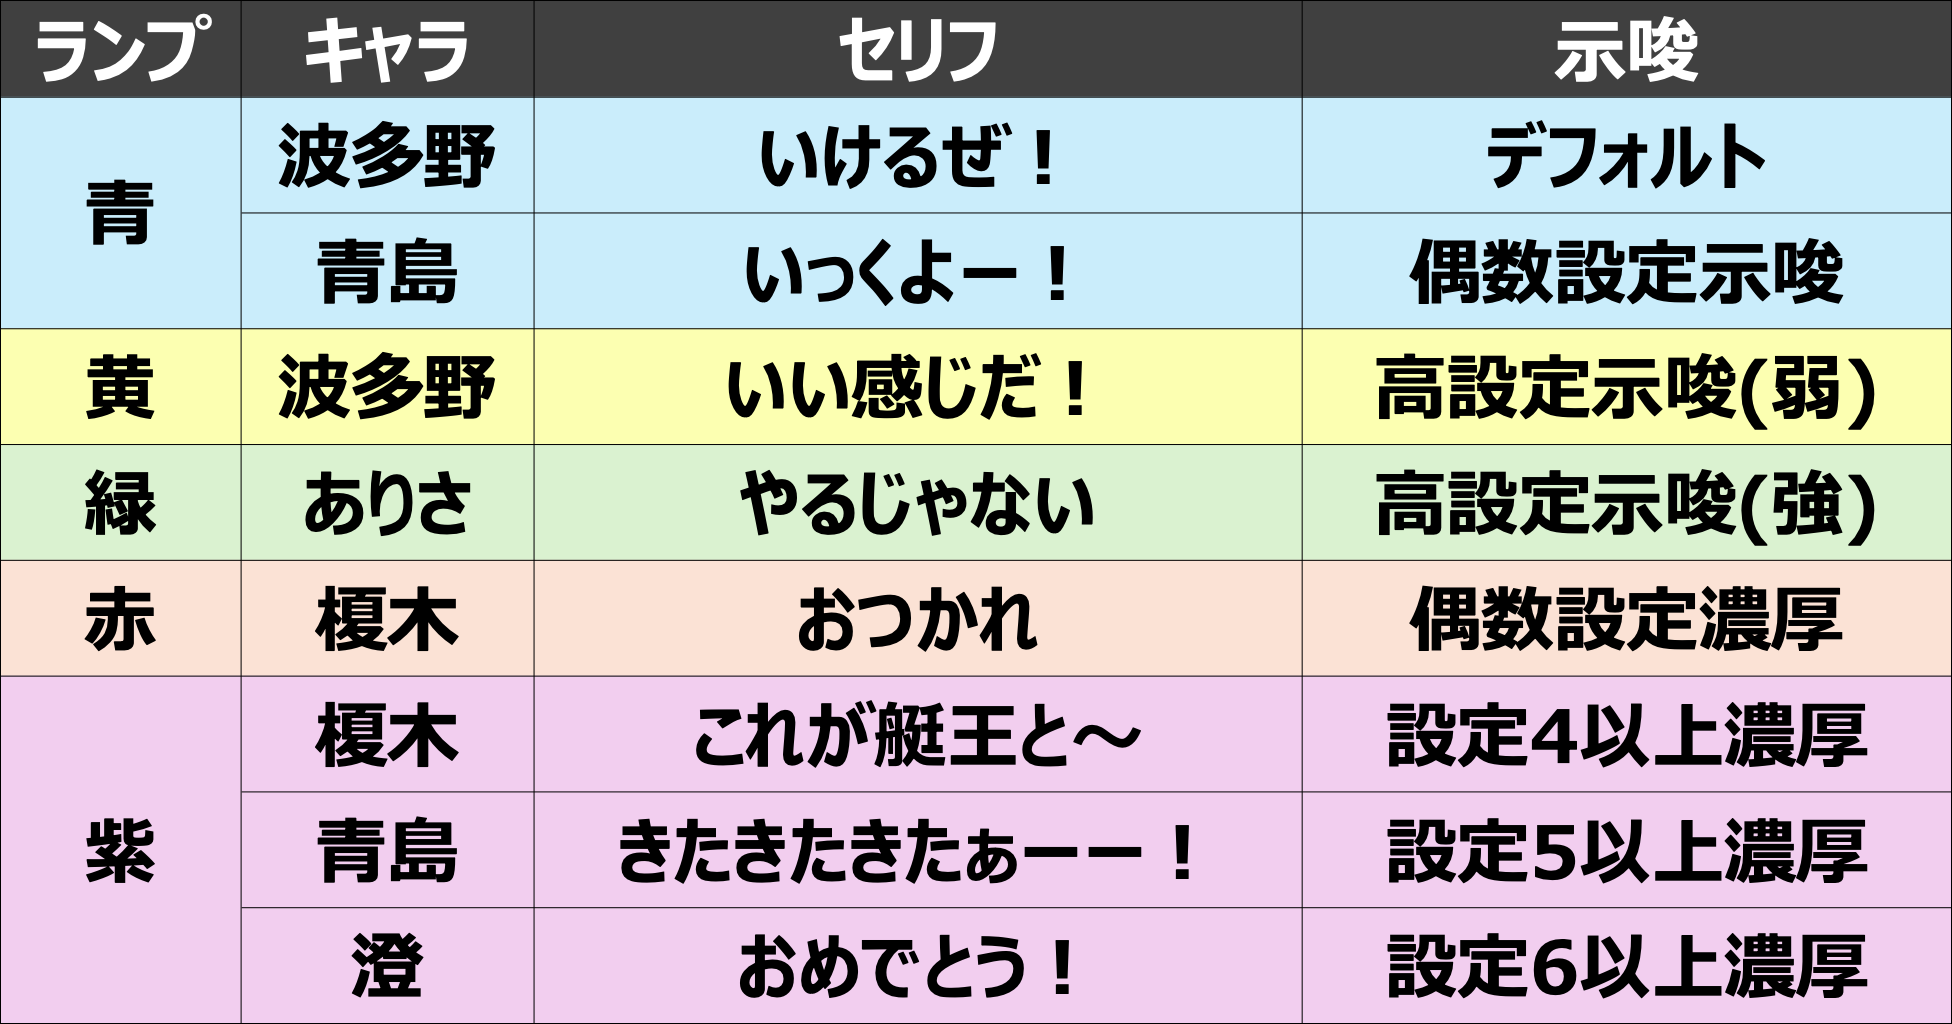 ランプ キャラ セリフ 示唆
青 波多野 いけるぜ！ デフォルト
青島 いっくよー！ 偶数設定示唆
黄 波多野 いい感じだ！ 高設定示唆(弱)
緑 ありさ やるじゃない 高設定示唆(強)
赤 榎木 おつかれ 偶数設定濃厚
紫 榎木 これが艇王と～ 設定4以上濃厚
青島 きたきたきたぁーー！ 設定5以上濃厚
澄 おめでとう！ 設定6以上濃厚